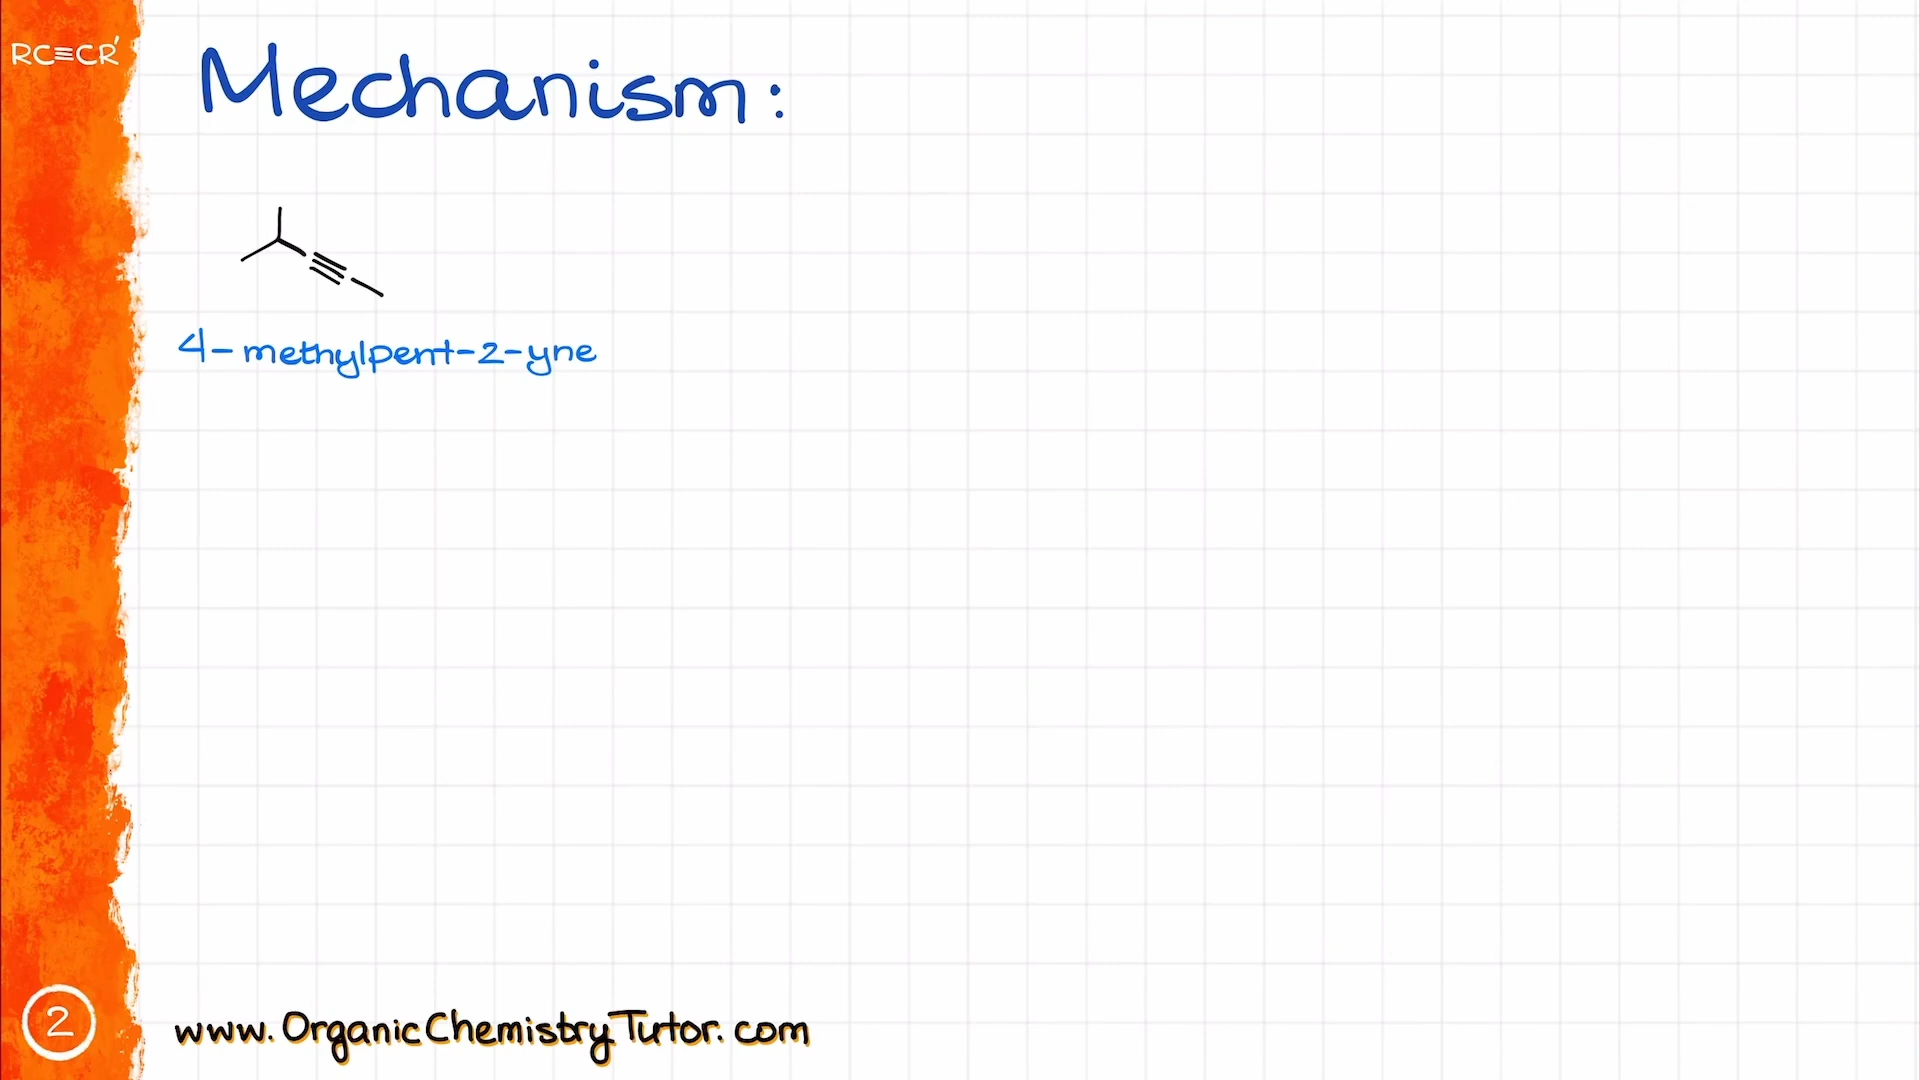 RC≡CR'
Mechanism:
4-methylpent-2-yne
2
www.OrganicChemistryTutor.com